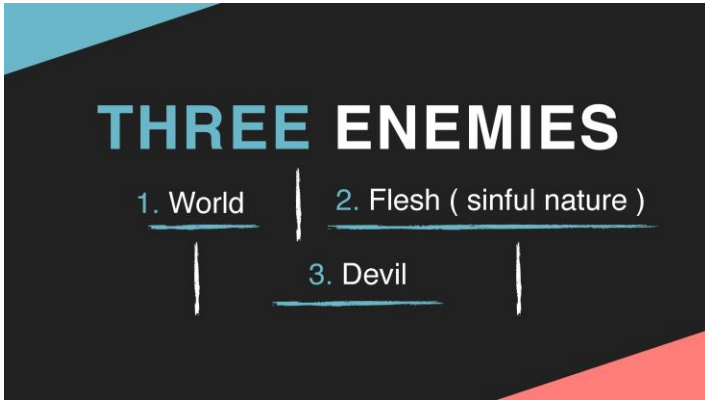 THREE ENEMIES
1. World
2. Flesh ( sinful nature )
3. Devil